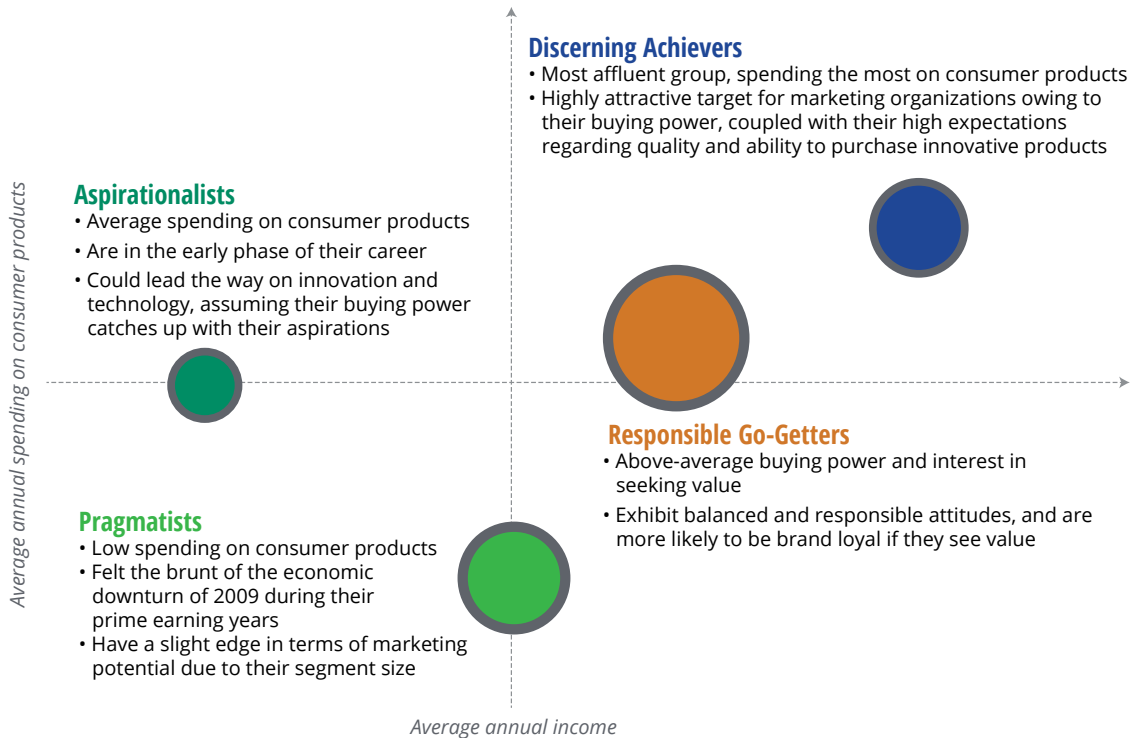 Average annual spending on consumer products
Discerning Achievers
• Most affluent group, spending the most on consumer products
• Highly attractive target for marketing organizations owing to
their buying power, coupled with their high expectations
regarding quality and ability to purchase innovative products
Aspirationalists
• Average spending on consumer products
• Are in the early phase of their career
• Could lead the way on innovation and
technology, assuming their buying power
catches up with their aspirations
Responsible Go-Getters
• Above-average buying power and interest in
seeking value
• Exhibit balanced and responsible attitudes, and are
more likely to be brand loyal if they see value
Pragmatists
• Low spending on consumer products
• Felt the brunt of the economic
downturn of 2009 during their
prime earning years
• Have a slight edge in terms of marketing
potential due to their segment size
Average annual income